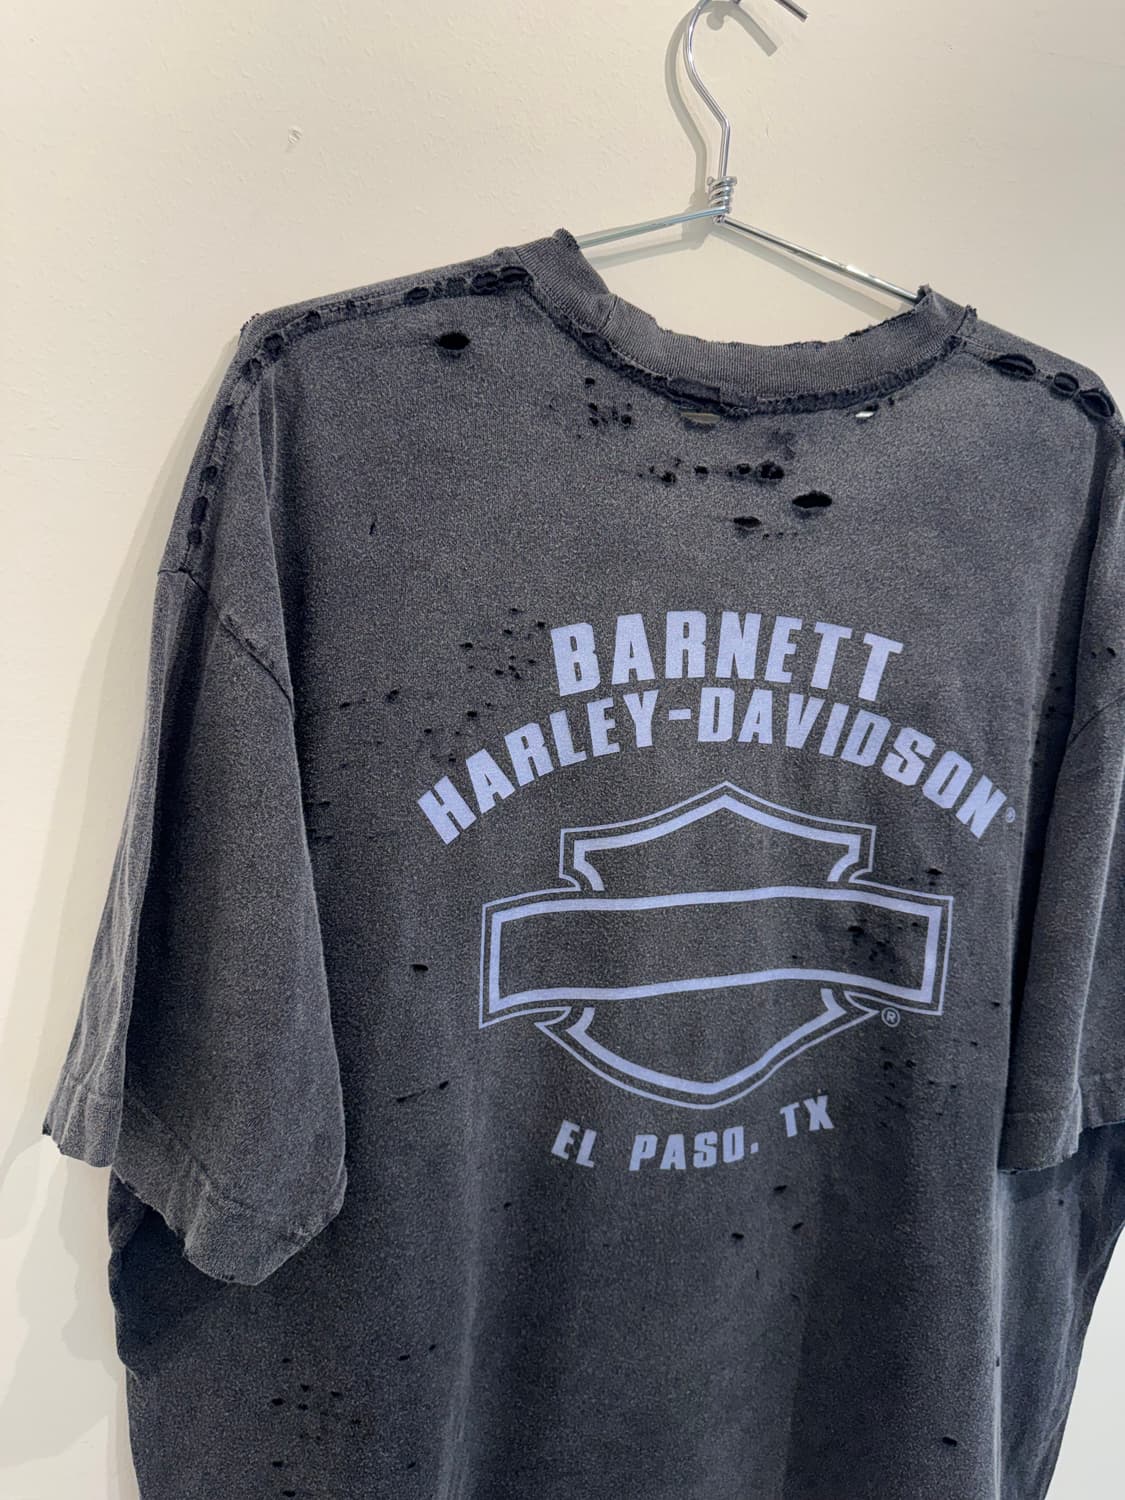 BARNETT
HARLEY-DAVIDSON®
®
EL PASO, TX